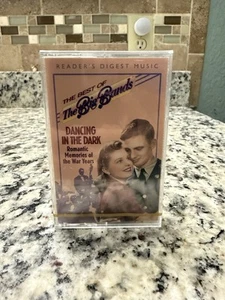 READER'S DIGEST MUSIC
THE BEST OF
The Big Bands
DANCING
IN THE DARK
Romantic
Memories of
the War Years